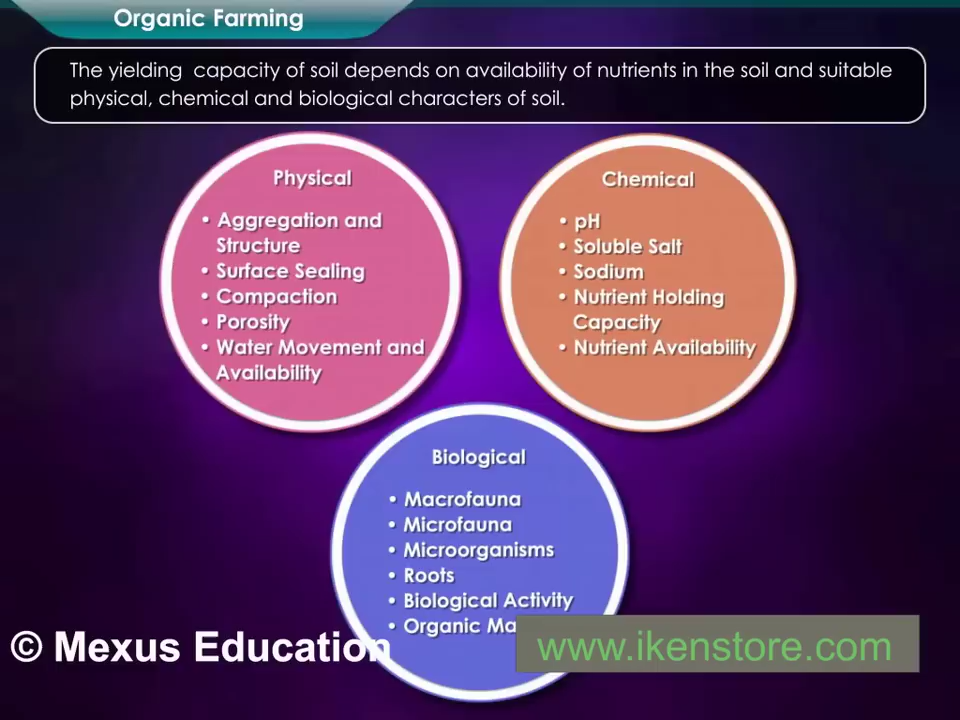 Organic Farming
The yielding capacity of soil depends on availability of nutrients in the soil and suitable
physical, chemical and biological characters of soil.
Physical
• Aggregation and
Structure
• Surface Sealing
• Compaction
• Porosity
• Water Movement and
Availability
Chemical
• pH
• Soluble Salt
• Sodium
• Nutrient Holding
Capacity
• Nutrient Availability
Biological
• Macrofauna
• Microfauna
• Microorganisms
• Roots
• Biological Activity
• Organic
© Mexus Education
www.ikenstore.com